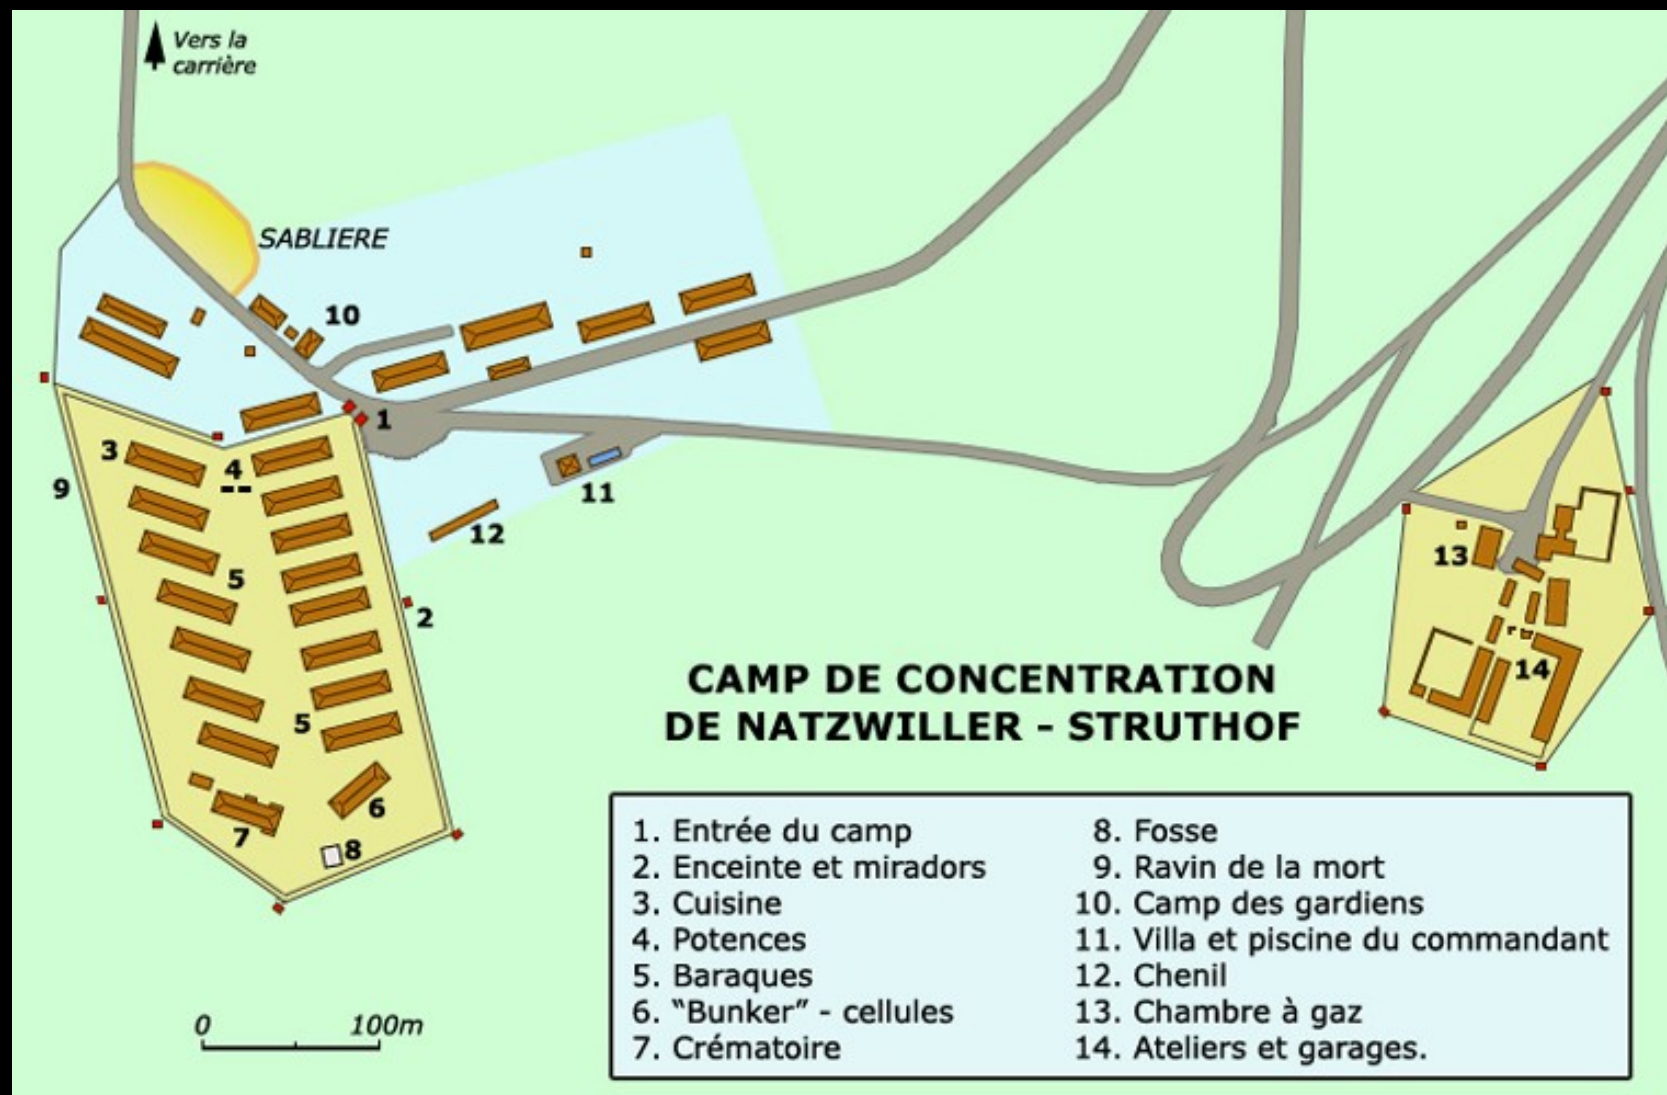 Vers la
carrière
SABLIERE
10
1
3
4
9
11
12
5
2
13
14
5
6
7
8
CAMP DE CONCENTRATION
DE NATZWILLER - STRUTHOF
1. Entrée du camp
2. Enceinte et miradors
3. Cuisine
4. Potences
5. Baraques
6. “Bunker” - cellules
7. Crématoire
8. Fosse
9. Ravin de la mort
10. Camp des gardiens
11. Villa et piscine du commandant
12. Chenil
13. Chambre à gaz
14. Ateliers et garages.
0 100m